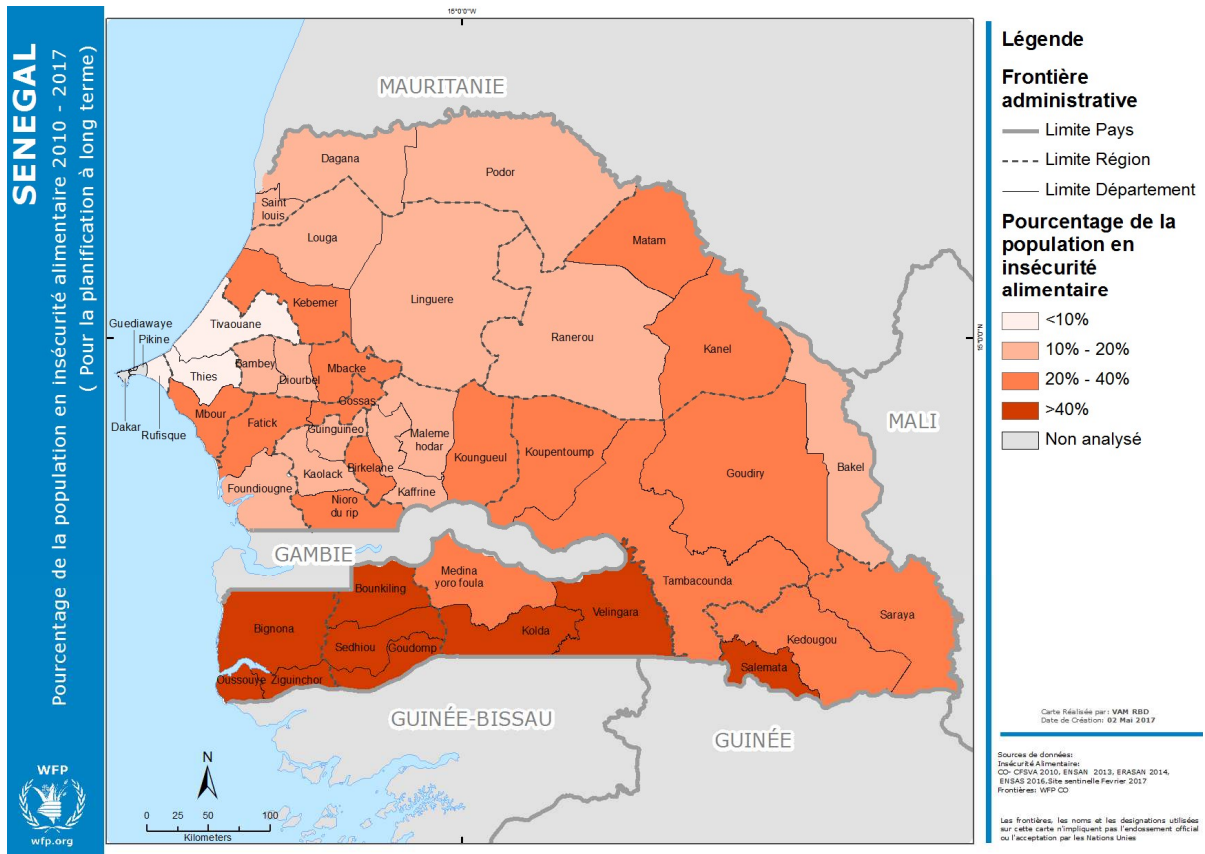 SENEGAL
Pourcentage de la population en insécurité alimentaire 2010 - 2017
( Pour la planification à long terme)
WFP
wfp.org
15°0'0"W
15°0'0"N
MAURITANIE
MALI
GAMBIE
GUINÉE-BISSAU
GUINÉE
Dagana
Podor
Saint
louis
Louga
Matam
Linguere
Kebemer
Ranerou
Kanel
Tivaouane
Guediawaye
Pikine
Thies
Bambey
Diourbel
Mbacke
Gossas
Mbour
Dakar
Rufisque
Fatick
Guinguineo
Maleme
hodar
Koungueul
Koupentoump
Goudiry
Bakel
Foundiougne
Kaolack
Birkelane
Kaffrine
Nioro
du rip
Bounkiling
Medina
yoro foula
Tambacounda
Velingara
Saraya
Bignona
Kolda
Kedougou
Sedhiou
Goudomp
Salemata
Oussouye
Ziguinchor
N
0 25 50 100
Kilometers
Légende
Frontière
administrative
Limite Pays
Limite Région
Limite Département
Pourcentage de la
population en
insécurité
alimentaire
<10%
10% - 20%
20% - 40%
>40%
Non analysé
Carte Réalisée par: VAM RBD
Date de Création: 02 Mai 2017
Sources de données:
Insécurité Alimentaire:
CO- CFSVA 2010, ENSAN 2013, ERASAN 2014,
ENSAS 2016,Site sentinelle Fevrier 2017
Frontières: WFP CO
Les frontières, les noms et les designations utilisées
sur cette carte n'impliquent pas l'endossement official
ou l'acceptation par les Nations Unies